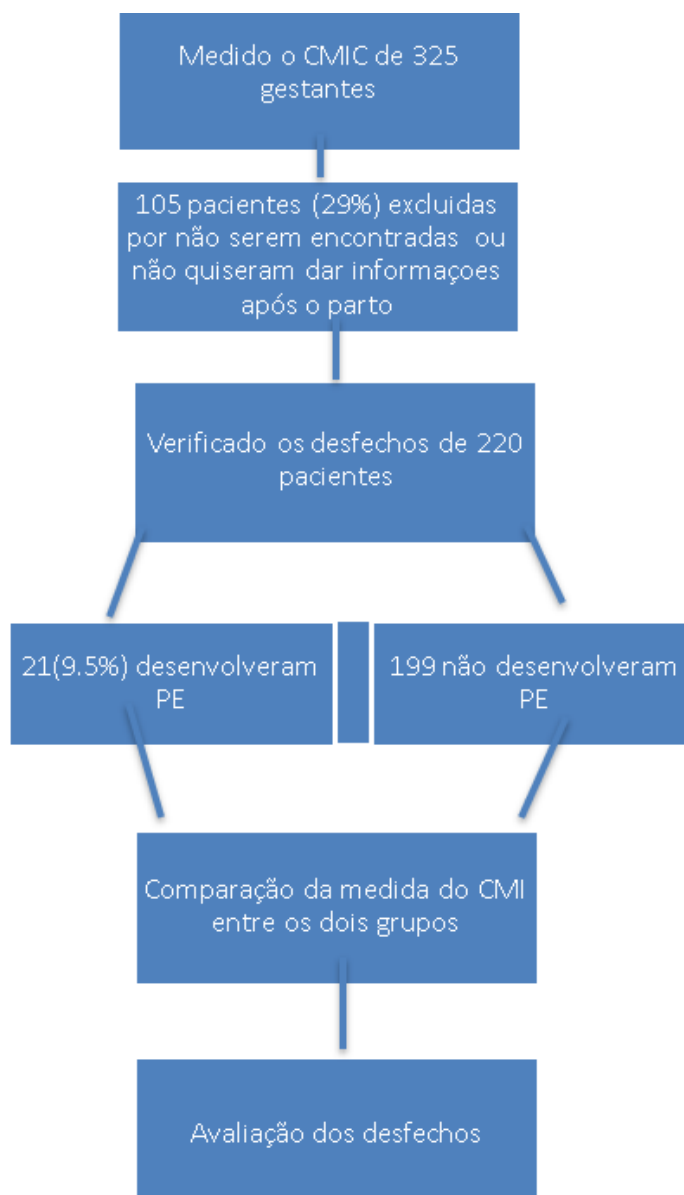 Medido o CMIC de 325
gestantes
105 pacientes (29%) excluidas
por não serem encontradas ou
não quiseram dar informaçoes
após o parto
Verificado os desfechos de 220
pacientes
21(9.5%) desenvolveram
PE
199 não desenvolveram
PE
Comparação da medida do CMI
entre os dois grupos
Avaliação dos desfechos